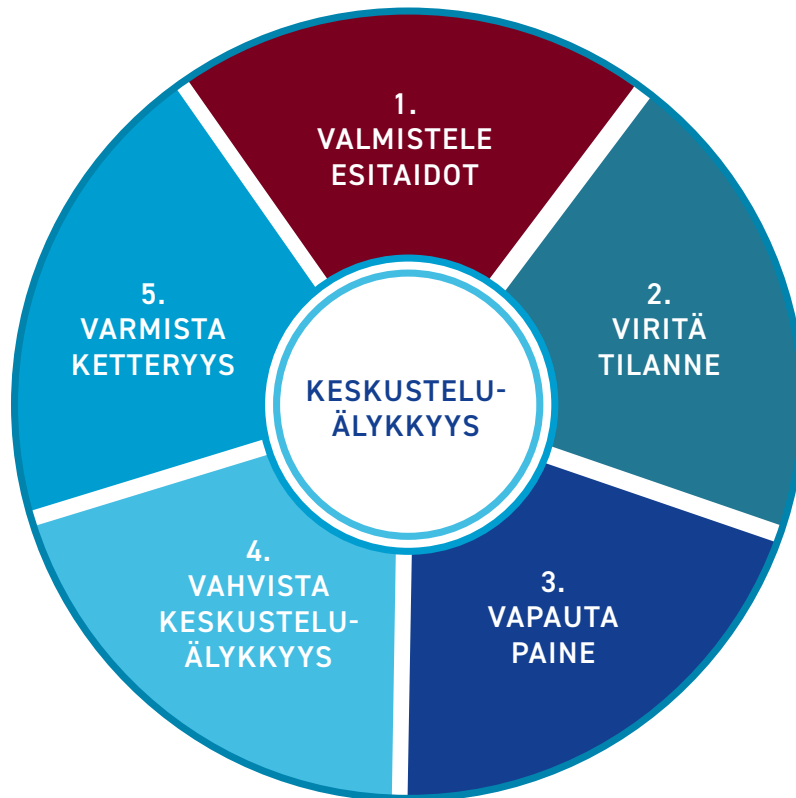 1.
VALMISTELE
ESITAIDOT
2.
VIRITÄ
TILANNE
3.
VAPAUTA
PAINE
4.
VAHVISTA
KESKUSTELU-
ÄLYKKYYS
5.
VARMISTA
KETTERYYS
KESKUSTELU-
ÄLYKKYYS